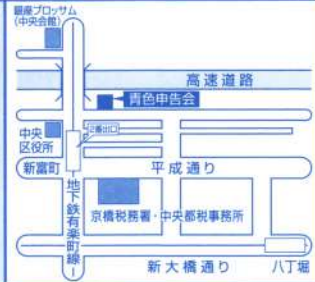 銀座ブロッサム
(中央会館)
高速道路
青色申告会
中央
区役所
2番出口
新富町
平成通り
地下鉄有楽町線
京橋税務署・中央都税事務所
新大橋通り
八丁堀